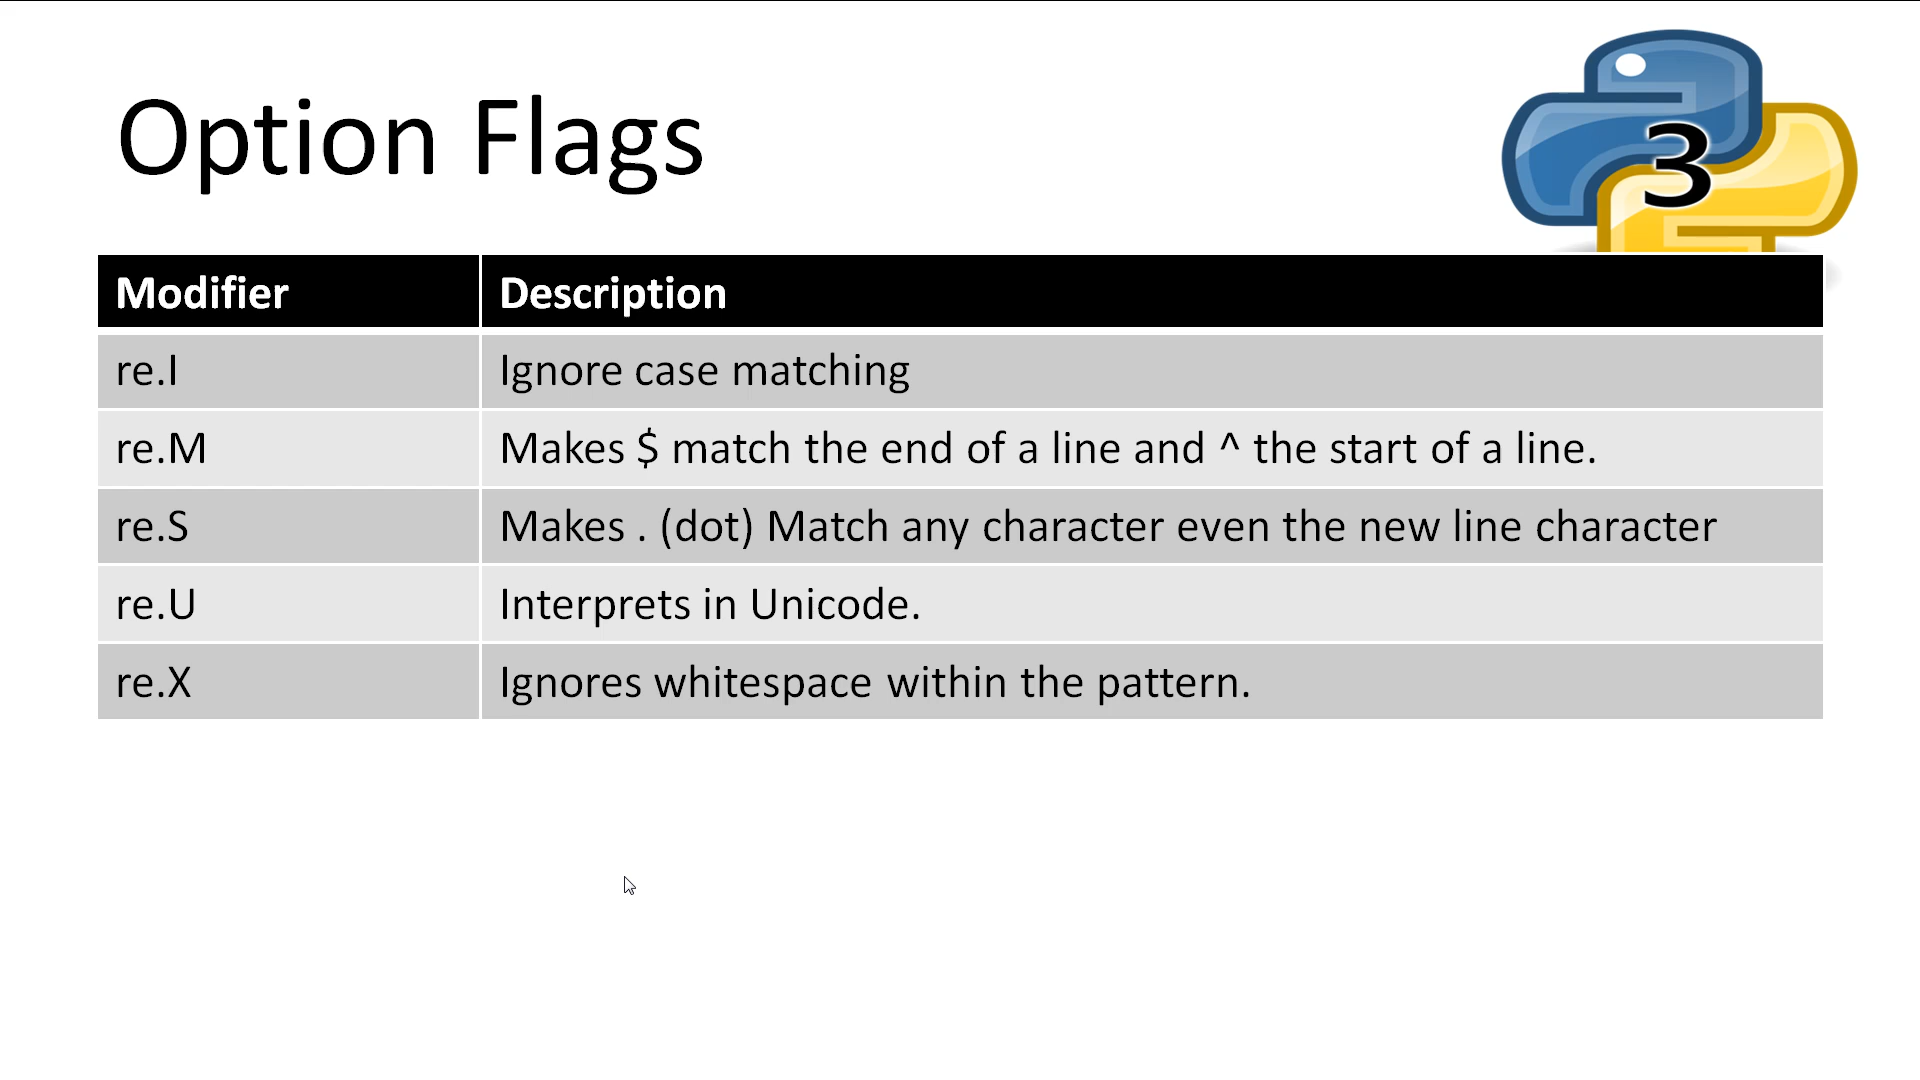 Option Flags
3
Modifier Description
re.I Ignore case matching
re.M Makes $ match the end of a line and ^ the start of a line.
re.S Makes . (dot) Match any character even the new line character
re.U Interprets in Unicode.
re.X Ignores whitespace within the pattern.